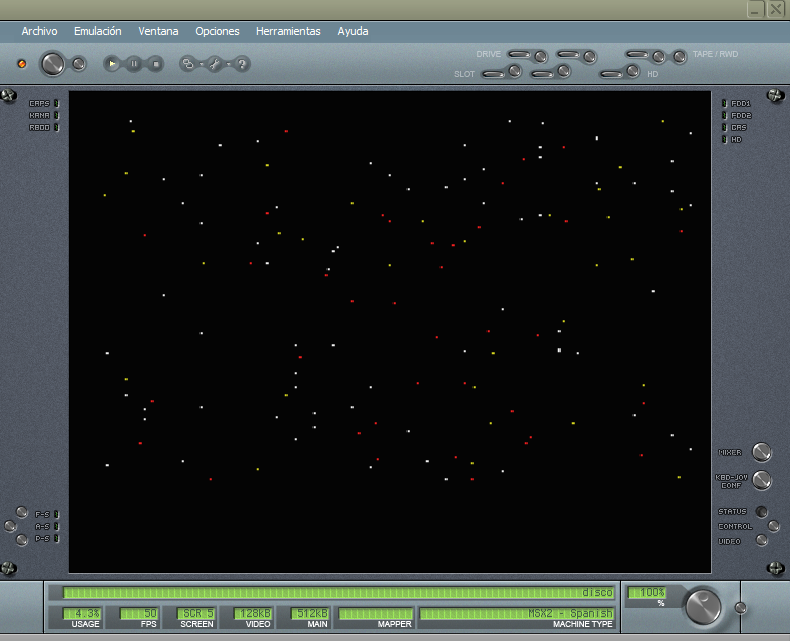 Archivo Emulación Ventana Opciones Herramientas Ayuda
DRIVE TAPE / RWD
SLOT HD
CAPS
KANA
R800
FDD1
FDD2
CAS
HD
MIXER
KBD-JOY
CONF
STATUS
CONTROL
VIDEO
F-S
A-S
P-S
disco
4.3% 50 SCR 5 128kB 512kB MSX2 - Spanish
USAGE FPS SCREEN VIDEO MAIN MAPPER MACHINE TYPE
100%
%